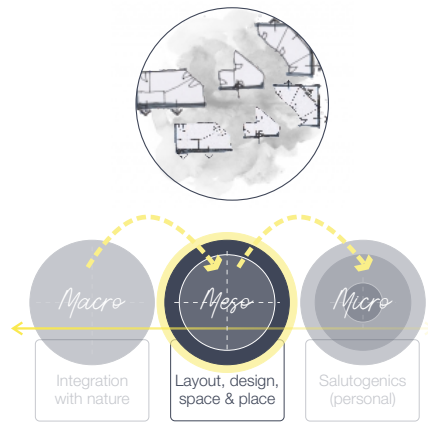 Macro
Meso
Micro
Integration
with nature
Layout, design,
space & place
Salutogenics
(personal)